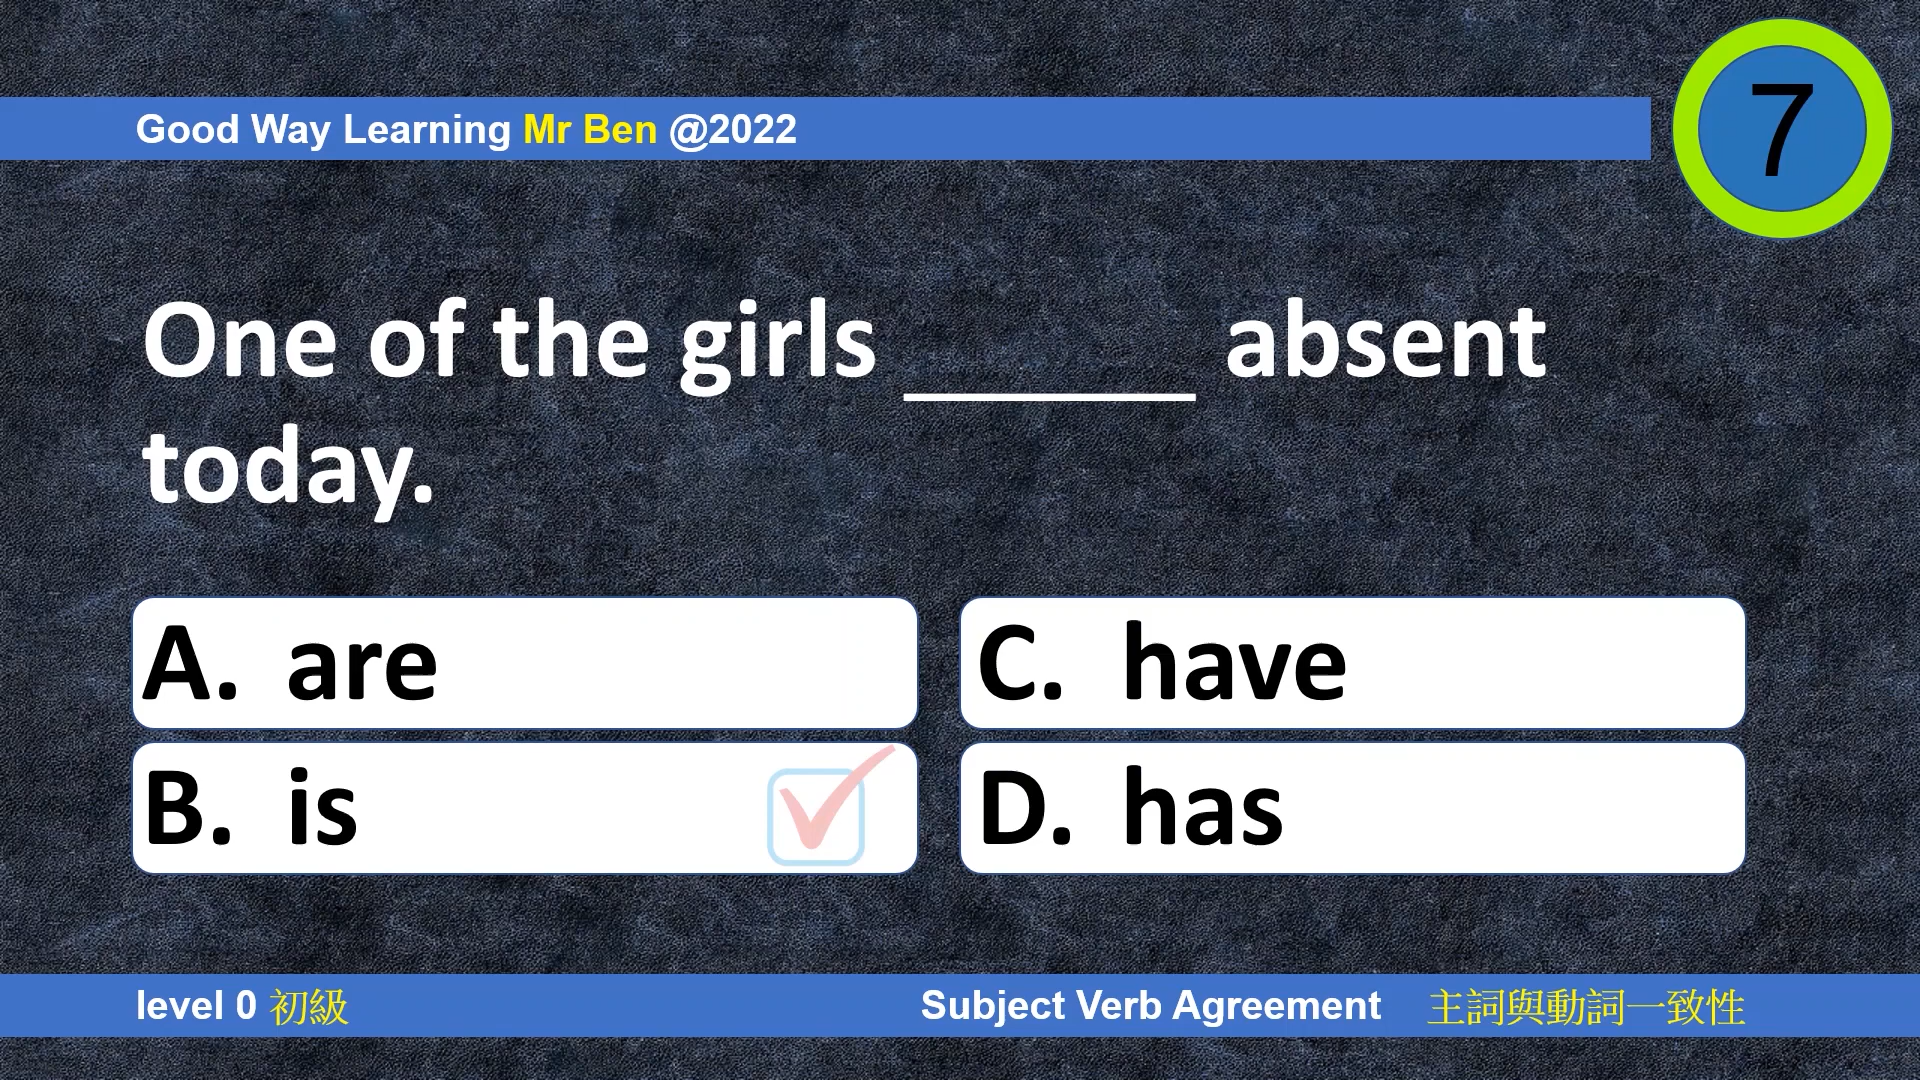 Good Way Learning Mr Ben @2022
7
One of the girls ______ absent
today.
A. are
C. have
B. is
D. has
level 0 初級
Subject Verb Agreement 主詞與動詞一致性